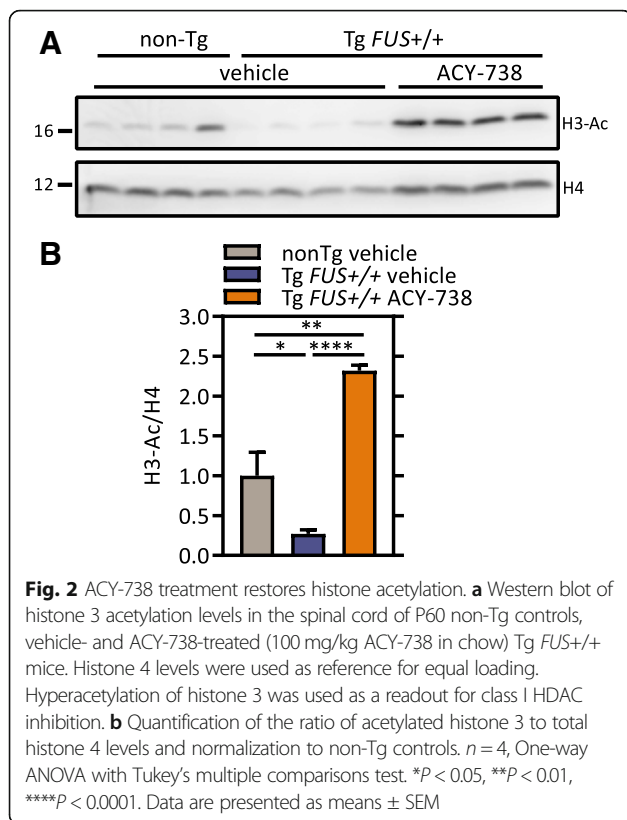 A
non-Tg Tg FUS+/+
vehicle ACY-738
16 H3-Ac
12 H4
B
nonTg vehicle
Tg FUS+/+ vehicle
Tg FUS+/+ ACY-738
3.0
**
2.5
* ****
2.0
1.5
1.0
0.5
0.0
H3-Ac/H4
Fig. 2 ACY-738 treatment restores histone acetylation. a Western blot of
histone 3 acetylation levels in the spinal cord of P60 non-Tg controls,
vehicle- and ACY-738-treated (100 mg/kg ACY-738 in chow) Tg FUS+/+
mice. Histone 4 levels were used as reference for equal loading.
Hyperacetylation of histone 3 was used as a readout for class I HDAC
inhibition. b Quantification of the ratio of acetylated histone 3 to total
histone 4 levels and normalization to non-Tg controls. n = 4, One-way
ANOVA with Tukey's multiple comparisons test. *P < 0.05, **P < 0.01,
****P < 0.0001. Data are presented as means ± SEM